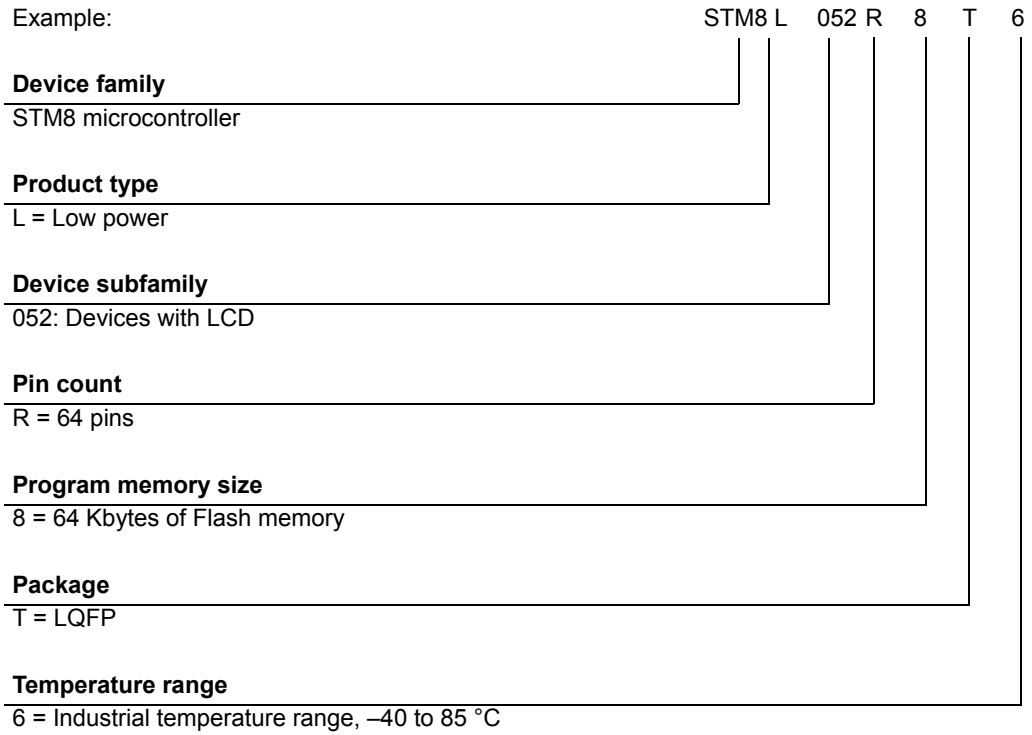 Example: STM8 L 052 R 8 T 6
Device family
STM8 microcontroller
Product type
L = Low power
Device subfamily
052: Devices with LCD
Pin count
R = 64 pins
Program memory size
8 = 64 Kbytes of Flash memory
Package
T = LQFP
Temperature range
6 = Industrial temperature range, –40 to 85 °C